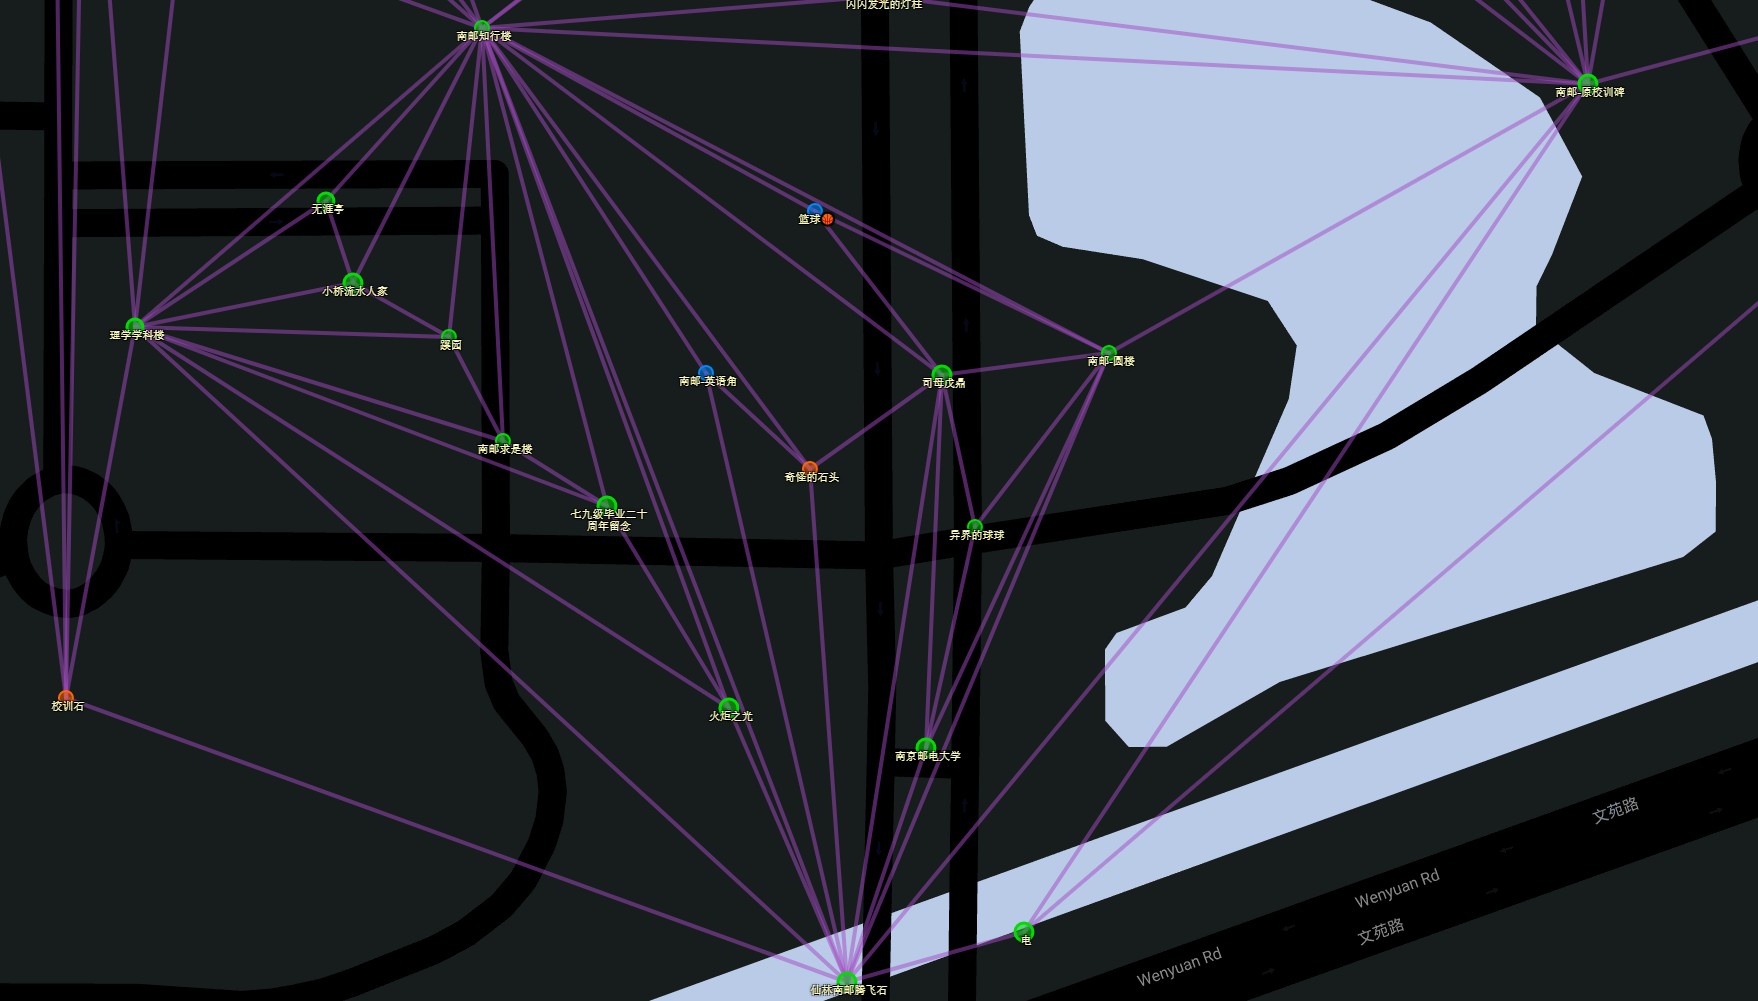 闪闪发光的灯柱
南邮知行楼
南邮-原校训碑
无涯亭
篮球
小桥流水人家
理学学科楼
蹊园
南邮-圆楼
南邮-英语角
司母戊鼎
南邮求是楼
奇怪的石头
七九级毕业二十
周年留念
异界的球球
校训石
火炬之光
南京邮电大学
文苑路
Wenyuan Rd
文苑路
电
Wenyuan Rd
仙林南邮腾飞石